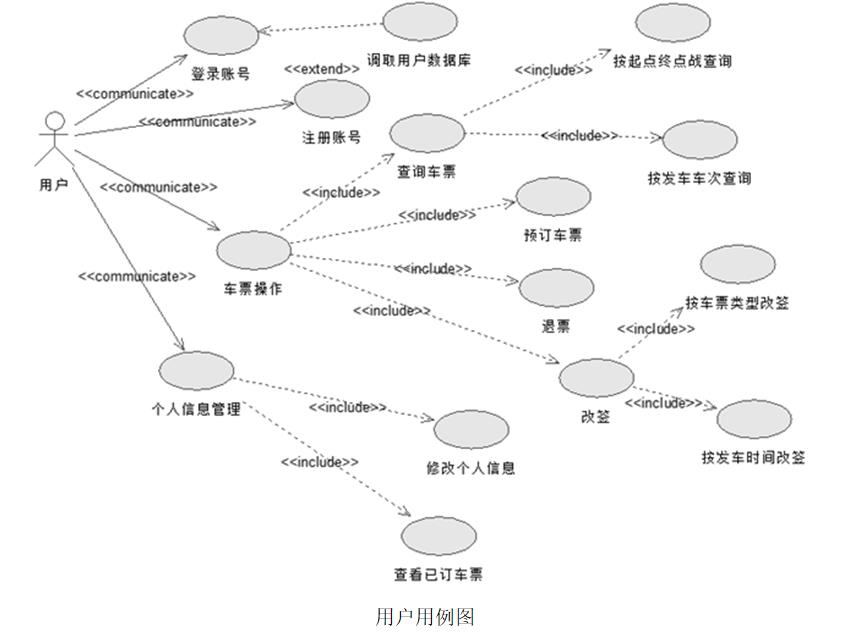 登录账号
调取用户数据库
按起点终点战查询
<<extend>>
<<include>>
<<communicate>>
<<communicate>>
注册账号
<<include>>
用户
查询车票
按发车车次查询
<<communicate>>
<<include>>
<<include>>
预订车票
<<communicate>>
车票操作
<<include>>
<<include>>
退票
按车票类型改签
<<include>>
个人信息管理
<<include>>
<<include>>
改签
按发车时间改签
<<include>>
修改个人信息
查看已订车票
用户用例图